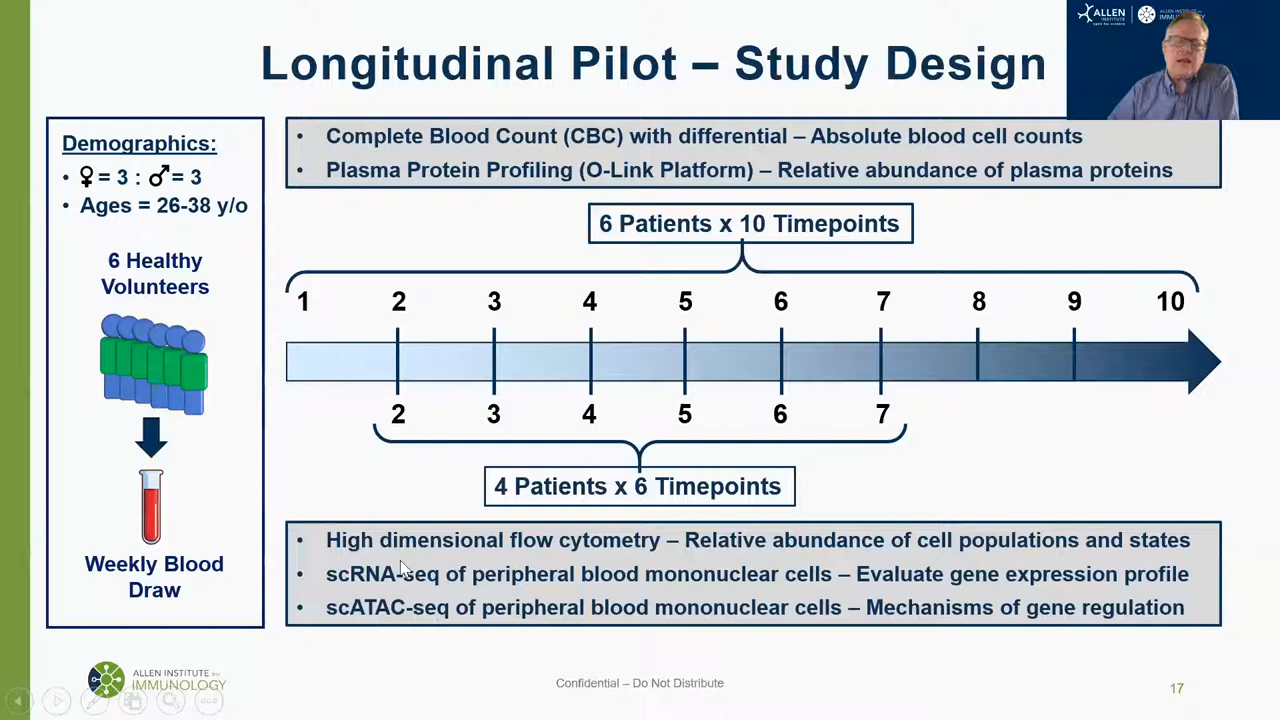 Longitudinal Pilot – Study Design
ALLEN
INSTITUTE
ALLEN INSTITUTE for
IMMUNOLOGY
Demographics:
• ♀ = 3 : ♂ = 3
• Ages = 26-38 y/o
6 Healthy
Volunteers
Weekly Blood
Draw
• Complete Blood Count (CBC) with differential – Absolute blood cell counts
• Plasma Protein Profiling (O-Link Platform) – Relative abundance of plasma proteins
6 Patients x 10 Timepoints
1 2 3 4 5 6 7 8 9 10
2 3 4 5 6 7
4 Patients x 6 Timepoints
• High dimensional flow cytometry – Relative abundance of cell populations and states
• scRNA-seq of peripheral blood mononuclear cells – Evaluate gene expression profile
• scATAC-seq of peripheral blood mononuclear cells – Mechanisms of gene regulation
ALLEN INSTITUTE for
IMMUNOLOGY
Confidential – Do Not Distribute
17